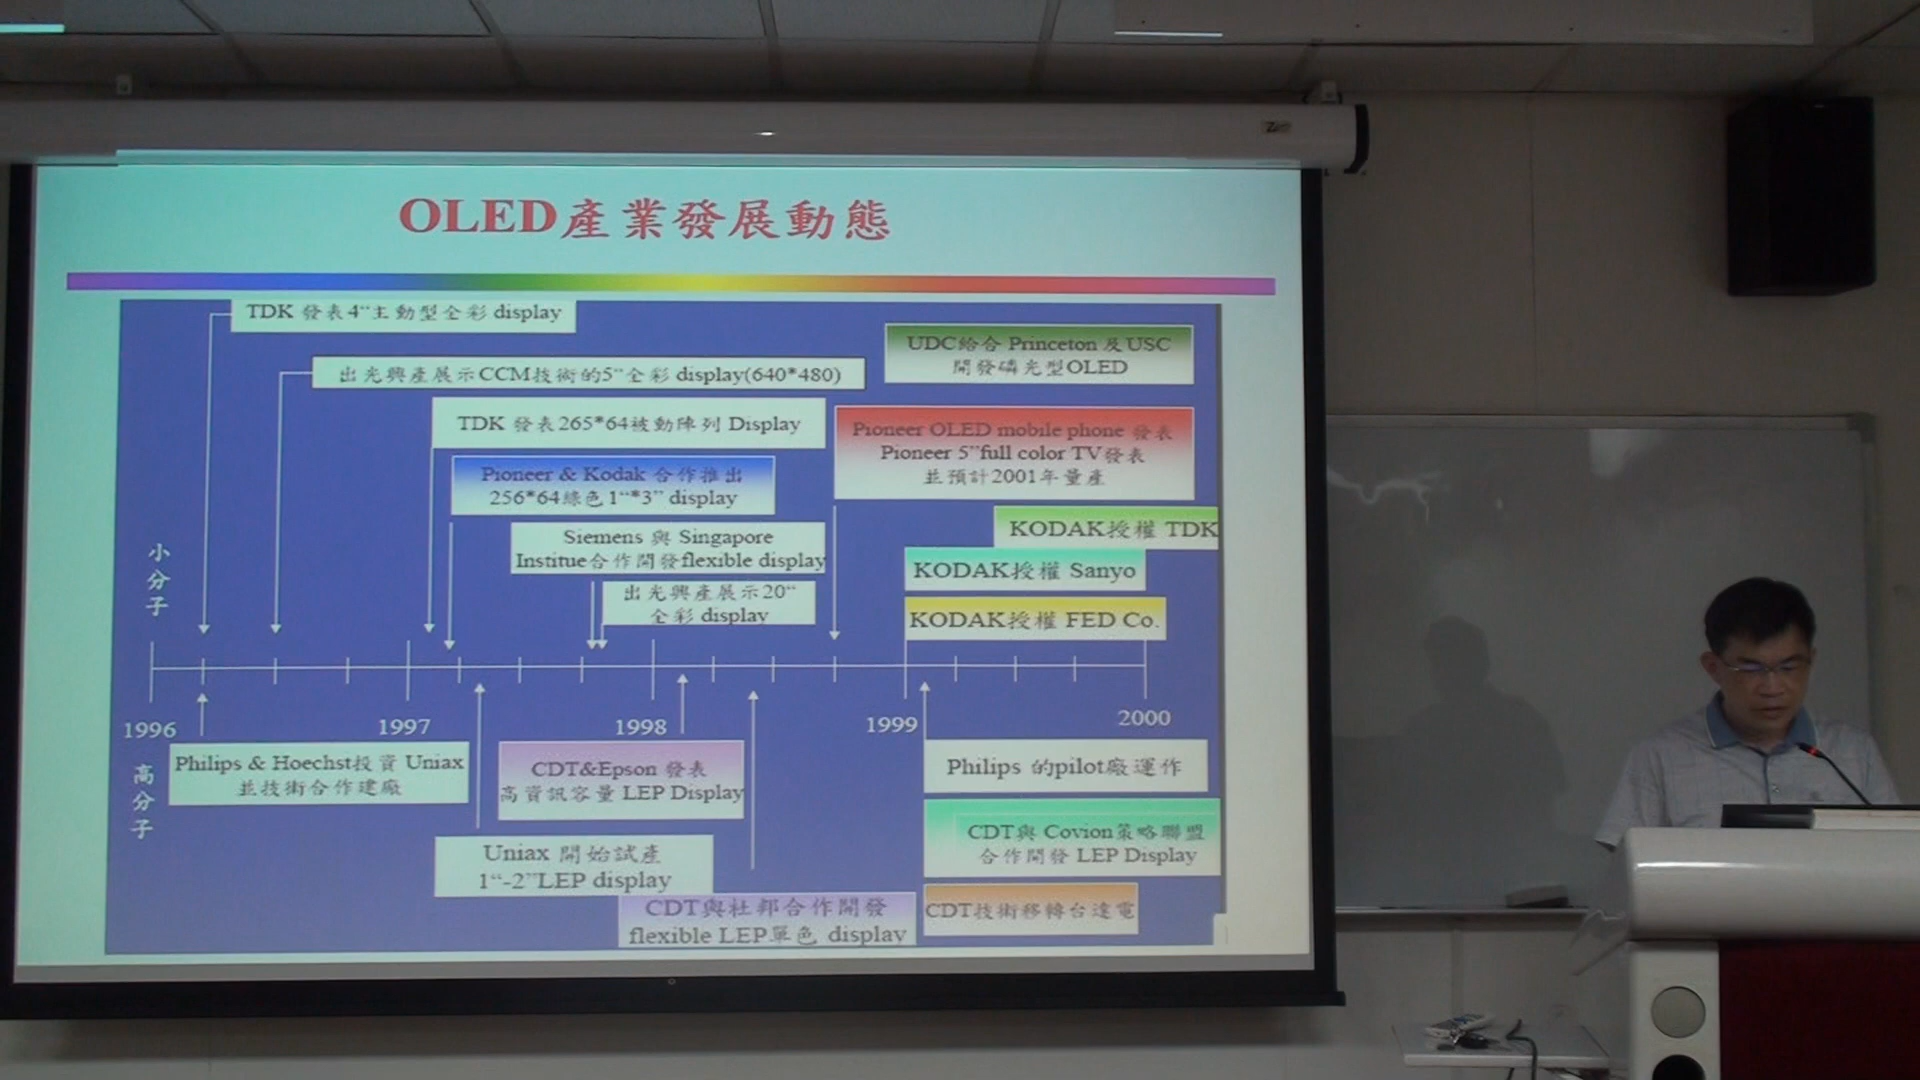 OLED產業發展動態
TDK 發表4“主動型全彩 display
出光興產展示CCM技術的5“全彩 display(640*480)
TDK 發表265*64被動陣列 Display
Pioneer & Kodak 合作推出
256*64綠色1“*3” display
Siemens 與 Singapore
Institue合作開發flexible display
出光興產展示20“
全彩 display
UDC給合 Princeton 及USC
開發磷光型OLED
Pioneer OLED mobile phone 發表
Pioneer 5”full color TV發表
並預計2001年量產
KODAK授權 TDK
KODAK授權 Sanyo
KODAK授權 FED Co.
小分子
1996 1997 1998 1999 2000
高分子
Philips & Hoechst投資 Uniax
並技術合作建廠
CDT&Epson 發表
高資訊容量 LEP Display
Uniax 開始試產
1“-2”LEP display
CDT與杜邦合作開發
flexible LEP單色 display
Philips 的pilot廠運作
CDT與 Covion策略聯盟
合作開發 LEP Display
CDT技術移轉台達電